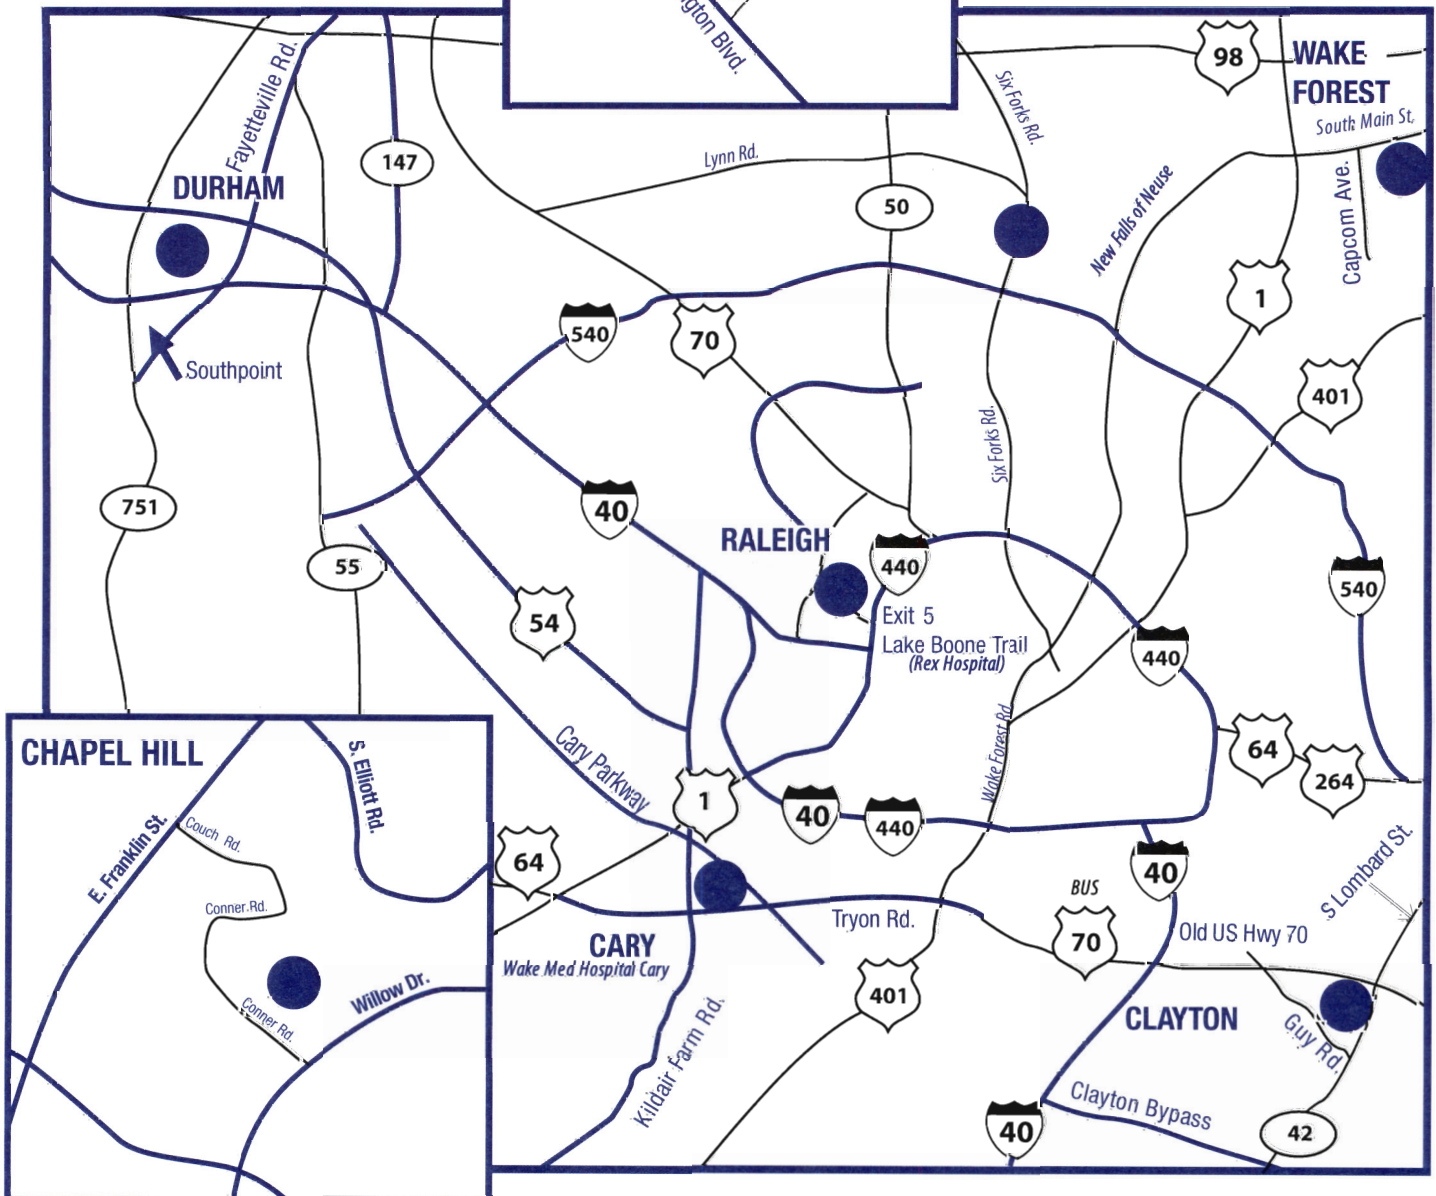 gton Blvd.
98
WAKE
FOREST
South Main St.
Six Forks Rd.
Fayetteville Rd.
147
Lynn Rd.
DURHAM
50
New Falls of Neuse
Capcom Ave.
1
540
70
Southpoint
401
Six Forks Rd.
751
40
RALEIGH
440
55
540
54
Exit 5
Lake Boone Trail
(Rex Hospital)
440
Wake Forest Rd
64
264
CHAPEL HILL
S. Elliott Rd.
Cary Parkway
1
40
440
E. Franklin St.
Couch Rd.
64
40
S Lombard St.
BUS
Conner Rd.
Tryon Rd.
70
Old US Hwy 70
CARY
Wake Med Hospital Cary
401
Willow Dr.
Conner Rd.
CLAYTON
Guy Rd.
Kildair Farm Rd.
Clayton Bypass
40
42